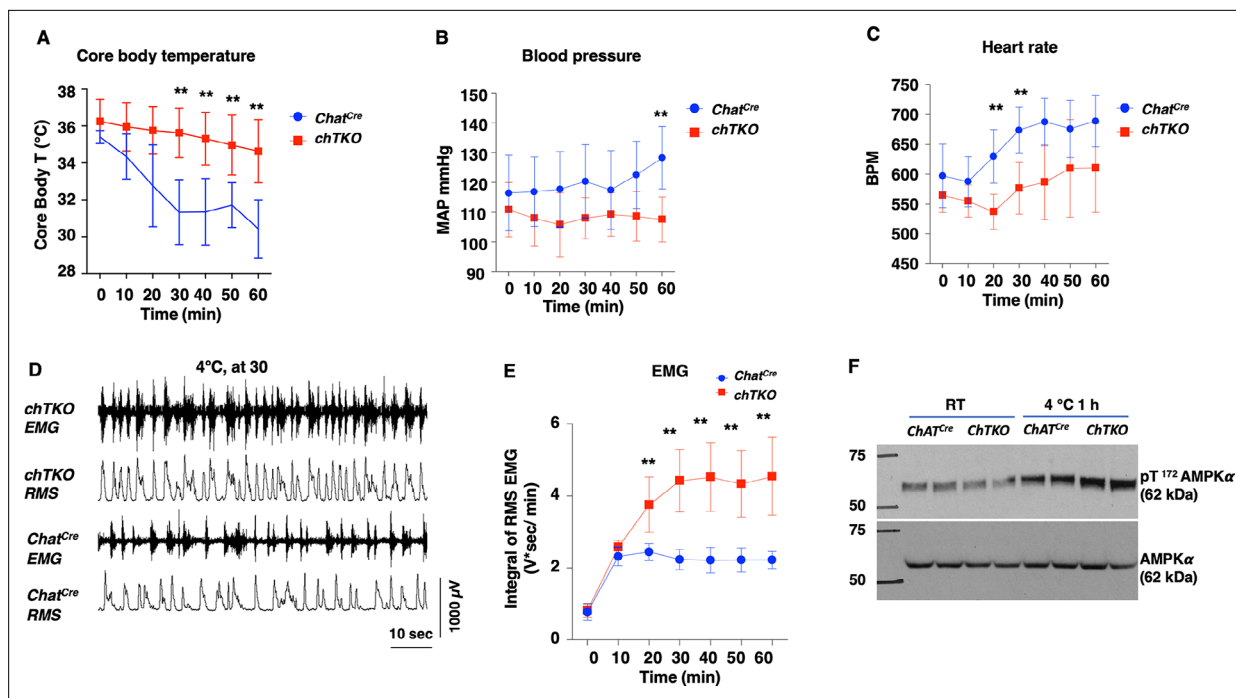 A
Core body temperature
Core Body T (°C)
38
36
34
32
30
28
** ** ** **
Chat^Cre
chTKO
0 10 20 30 40 50 60
Time (min)
B
Blood pressure
MAP mmHg
150
140
130
120
110
100
90
**
Chat^Cre
chTKO
0 10 20 30 40 50 60
Time (min)
C
Heart rate
BPM
750
700
650
600
550
500
450
** **
Chat^Cre
chTKO
0 10 20 30 40 50 60
Time (min)
D
4°C, at 30
chTKO
EMG
chTKO
RMS
Chat^Cre
EMG
Chat^Cre
RMS
1000 µV
10 sec
E
EMG
Chat^Cre
chTKO
Integral of RMS EMG
(V*sec/ min)
6
4
2
0
** ** ** ** **
0 10 20 30 40 50 60
Time (min)
F
RT 4 °C 1 h
ChAT^Cre ChTKO ChAT^Cre ChTKO
75
50
pT ^172 AMPKα
(62 kDa)
75
50
AMPKα
(62 kDa)